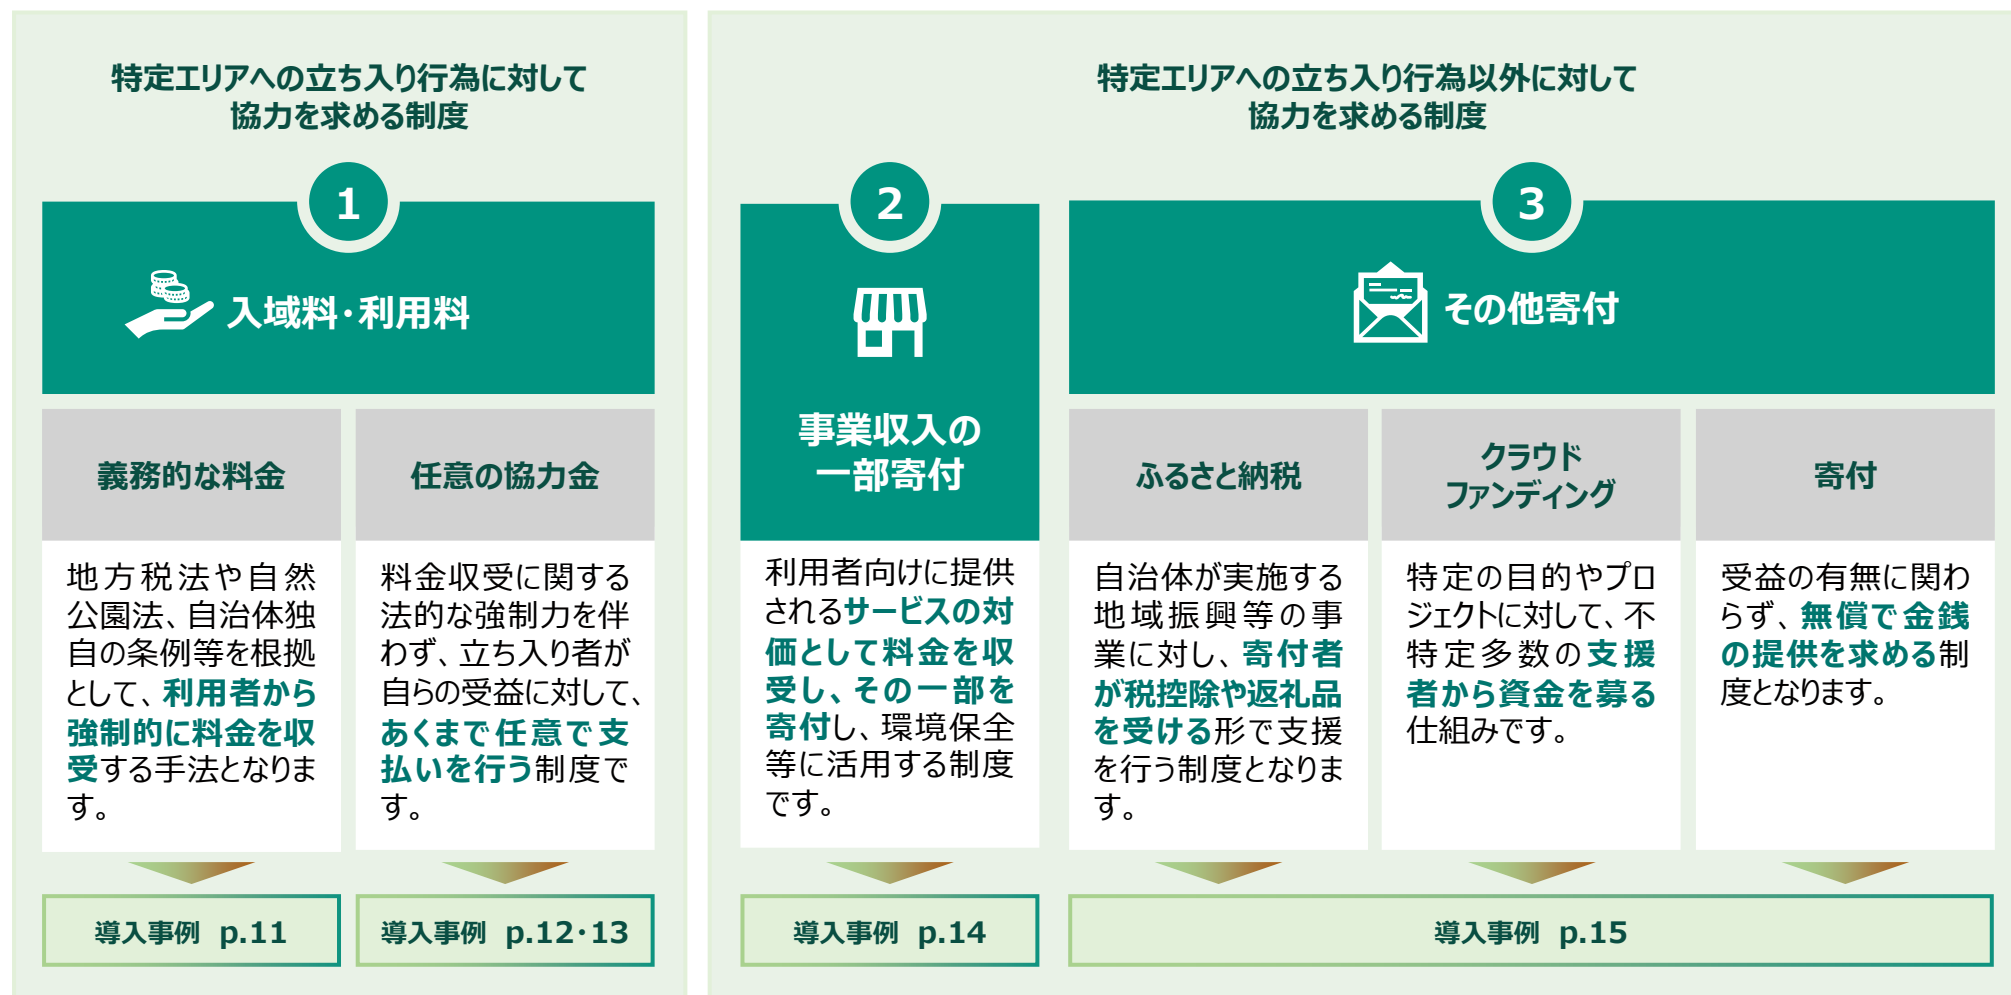 特定エリアへの立ち入り行為に対して
協力を求める制度
1
入域料・利用料
義務的な料金
地方税法や自然
公園法、自治体独
自の条例等を根拠
として、利用者から
強制的に料金を収
受する手法となりま
す。
導入事例 p.11
任意の協力金
料金収受に関する
法的な強制力を伴
わず、立ち入り者が
自らの受益に対して、
あくまで任意で支
払いを行う制度で
す。
導入事例 p.12・13
特定エリアへの立ち入り行為以外に対して
協力を求める制度
2
事業収入の
一部寄付
利用者向けに提供
されるサービスの対
価として料金を収
受し、その一部を
寄付し、環境保全
等に活用する制度
です。
導入事例 p.14
3
その他寄付
ふるさと納税
自治体が実施する
地域振興等の事
業に対し、寄付者
が税控除や返礼品
を受ける形で支援
を行う制度となりま
す。
クラウド
ファンディング
特定の目的やプロ
ジェクトに対して、不
特定多数の支援
者から資金を募る
仕組みです。
寄付
受益の有無に関わ
らず、無償で金銭
の提供を求める制
度となります。
導入事例 p.15